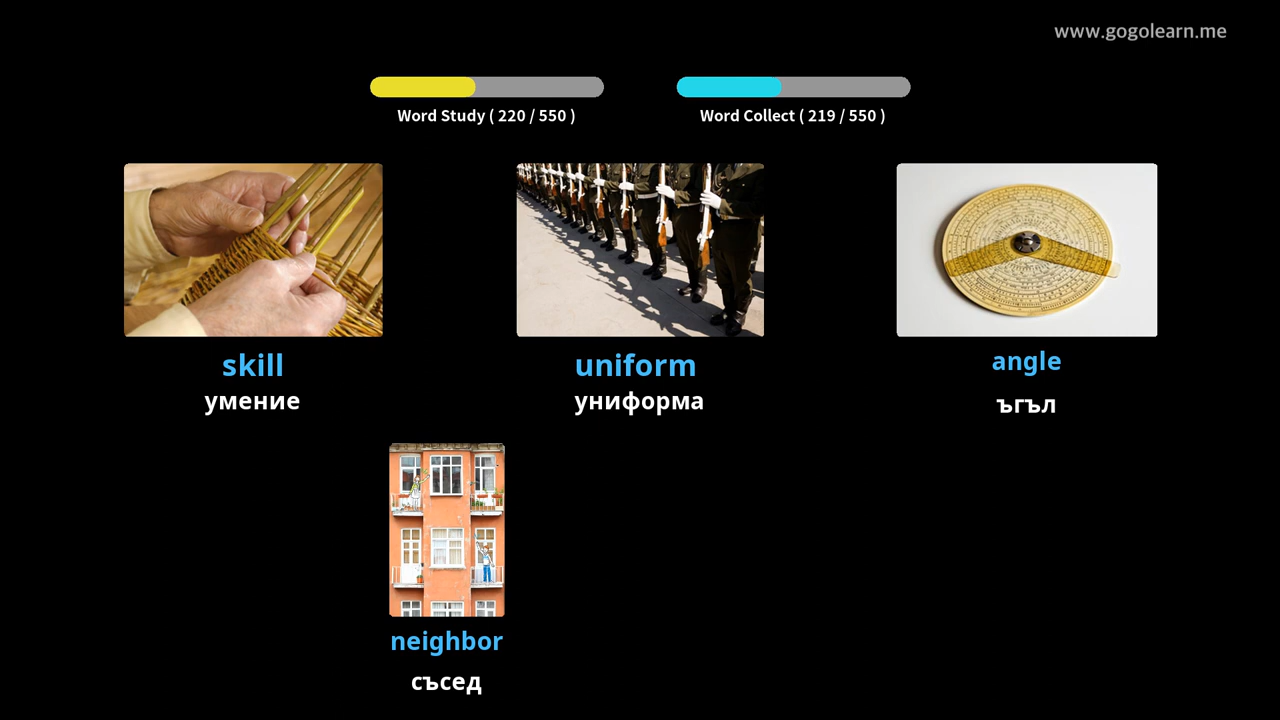 www.gogolearn.me
Word Study ( 220 / 550 )
Word Collect ( 219 / 550 )
skill
умение
uniform
униформа
angle
ъгъл
neighbor
съсед